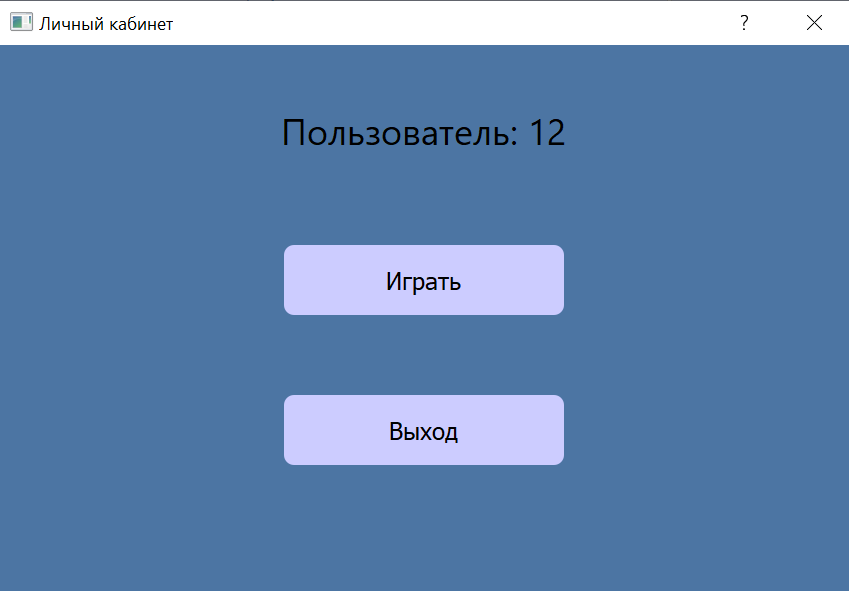 Личный кабинет
?
Пользователь: 12
Играть
Выход